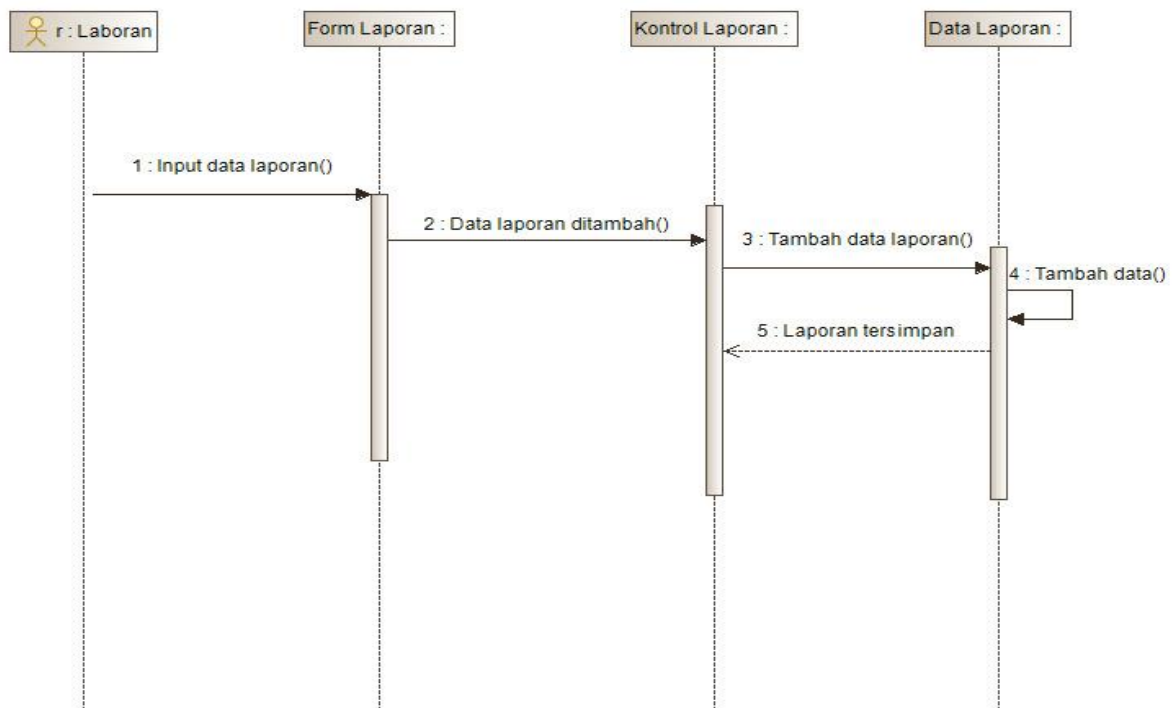 r : Laboran
Form Laporan :
Kontrol Laporan :
Data Laporan :
1 : Input data laporan()
2 : Data laporan ditambah()
3 : Tambah data laporan()
4 : Tambah data()
5 : Laporan tersimpan